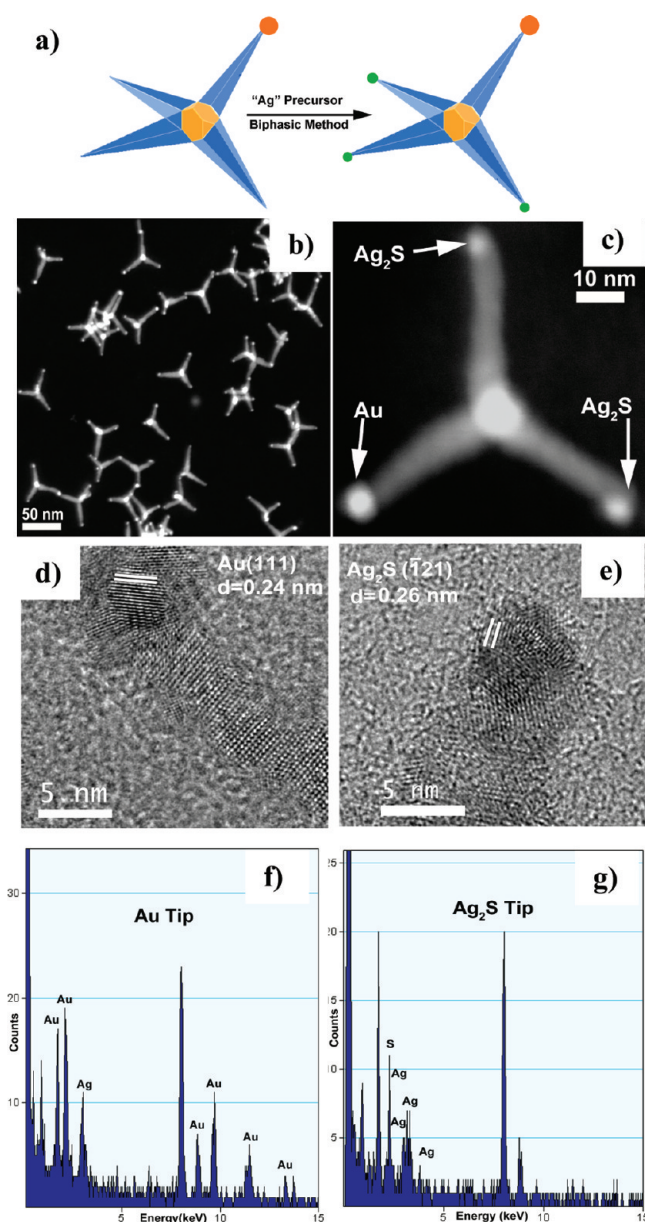 a)
"Ag" Precursor
Biphasic Method
b)
50 nm
c)
Ag₂S
10 nm
Au
Ag₂S
d)
Au(111)
d=0.24 nm
5 nm
e)
Ag₂S (1̄21)
d=0.26 nm
5 nm
f)
Au Tip
30
20
10
Counts
Au
Au
Ag
Au
Au
Au
Au
5
10
15
Energy (keV)
g)
Ag₂S Tip
25
20
15
10
5
Counts
S
Ag
Ag
Ag
Ag
5
10
15
Energy (keV)